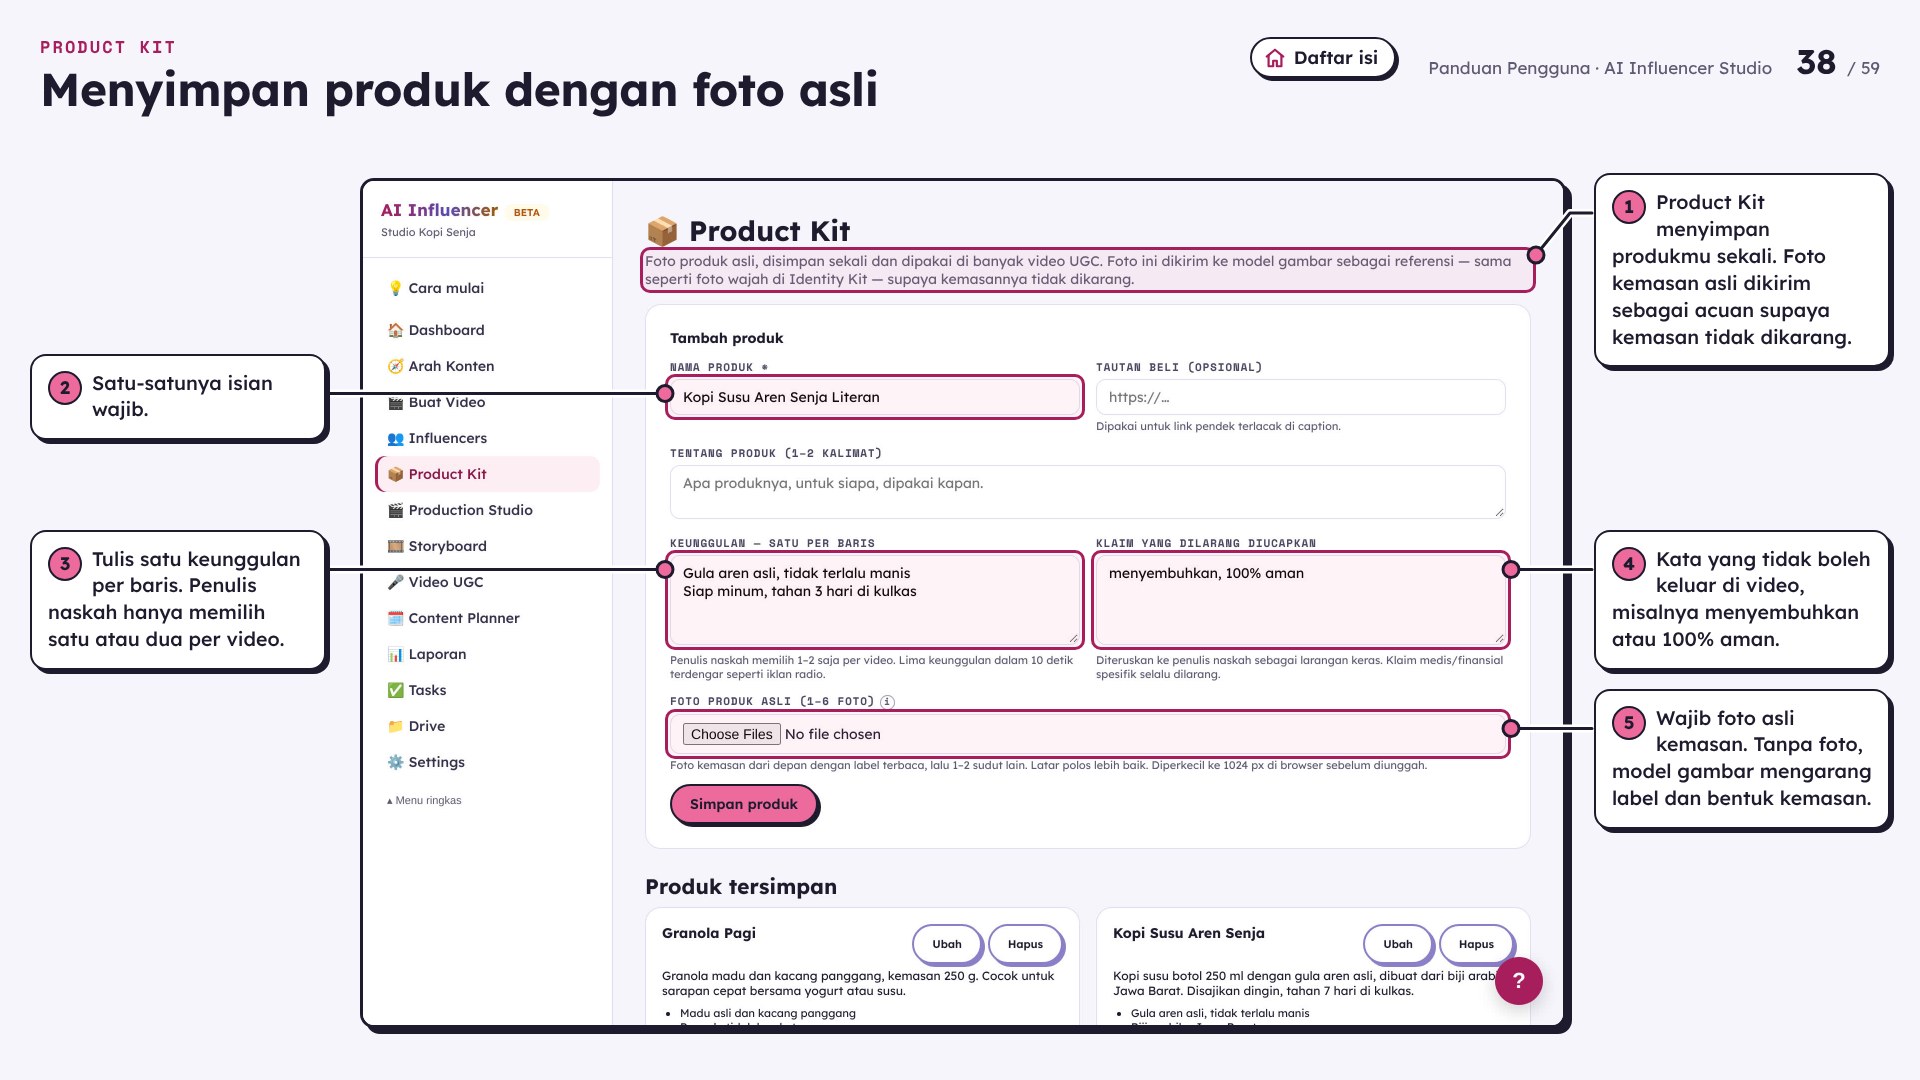 PRODUCT KIT
Menyimpan produk dengan foto asli
Daftar isi
Panduan Pengguna · AI Influencer Studio
38 / 59
AI Influencer BETA
Studio Kopi Senja
Cara mulai
Dashboard
Arah Konten
Buat Video
Influencers
Product Kit
Production Studio
Storyboard
Video UGC
Content Planner
Laporan
Tasks
Drive
Settings
▴ Menu ringkas
Product Kit
Foto produk asli, disimpan sekali dan dipakai di banyak video UGC. Foto ini dikirim ke model gambar sebagai referensi — sama
seperti foto wajah di Identity Kit — supaya kemasannya tidak dikarang.
Tambah produk
NAMA PRODUK *
Kopi Susu Aren Senja Literan
TAUTAN BELI (OPSIONAL)
https://…
Dipakai untuk link pendek terlacak di caption.
TENTANG PRODUK (1–2 KALIMAT)
Apa produknya, untuk siapa, dipakai kapan.
KEUNGGULAN — SATU PER BARIS
Gula aren asli, tidak terlalu manis
Siap minum, tahan 3 hari di kulkas
Penulis naskah memilih 1–2 saja per video. Lima keunggulan dalam 10 detik
terdengar seperti iklan radio.
KLAIM YANG DILARANG DIUCAPKAN
menyembuhkan, 100% aman
Diteruskan ke penulis naskah sebagai larangan keras. Klaim medis/finansial
spesifik selalu dilarang.
FOTO PRODUK ASLI (1–6 FOTO) i
Choose Files No file chosen
Foto kemasan dari depan dengan label terbaca, lalu 1–2 sudut lain. Latar polos lebih baik. Diperkecil ke 1024 px di browser sebelum diunggah.
Simpan produk
Produk tersimpan
Granola Pagi
Ubah
Hapus
Granola madu dan kacang panggang, kemasan 250 g. Cocok untuk
sarapan cepat bersama yogurt atau susu.
• Madu asli dan kacang panggang
Kopi Susu Aren Senja
Ubah
Hapus
Kopi susu botol 250 ml dengan gula aren asli, dibuat dari biji
Jawa Barat. Disajikan dingin, tahan 7 hari di kulkas.
• Gula aren asli, tidak terlalu manis
?
1 Product Kit
menyimpan
produkmu sekali. Foto
kemasan asli dikirim
sebagai acuan supaya
kemasan tidak dikarang.
2 Satu-satunya isian
wajib.
3 Tulis satu keunggulan
per baris. Penulis
naskah hanya memilih
satu atau dua per video.
4 Kata yang tidak boleh
keluar di video,
misalnya menyembuhkan
atau 100% aman.
5 Wajib foto asli
kemasan. Tanpa foto,
model gambar mengarang
label dan bentuk kemasan.